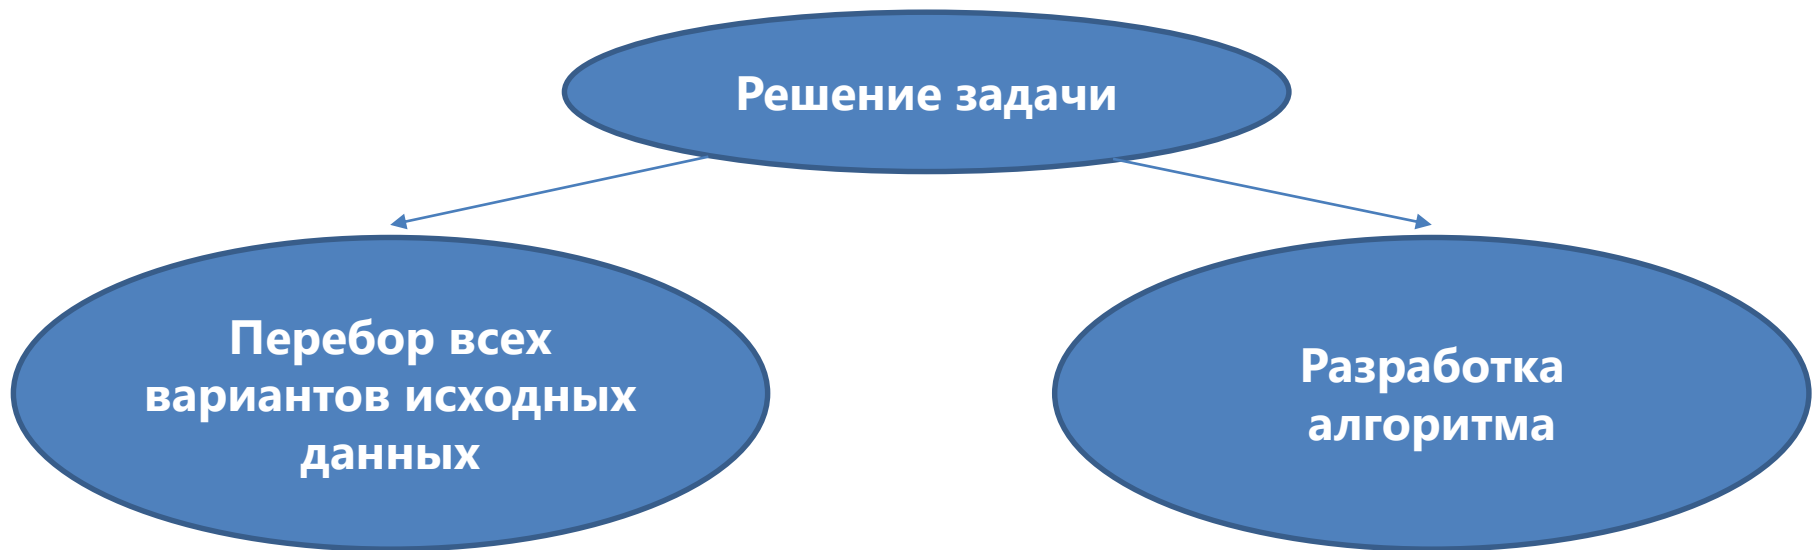 Решение задачи
Перебор всех
вариантов исходных
данных
Разработка
алгоритма